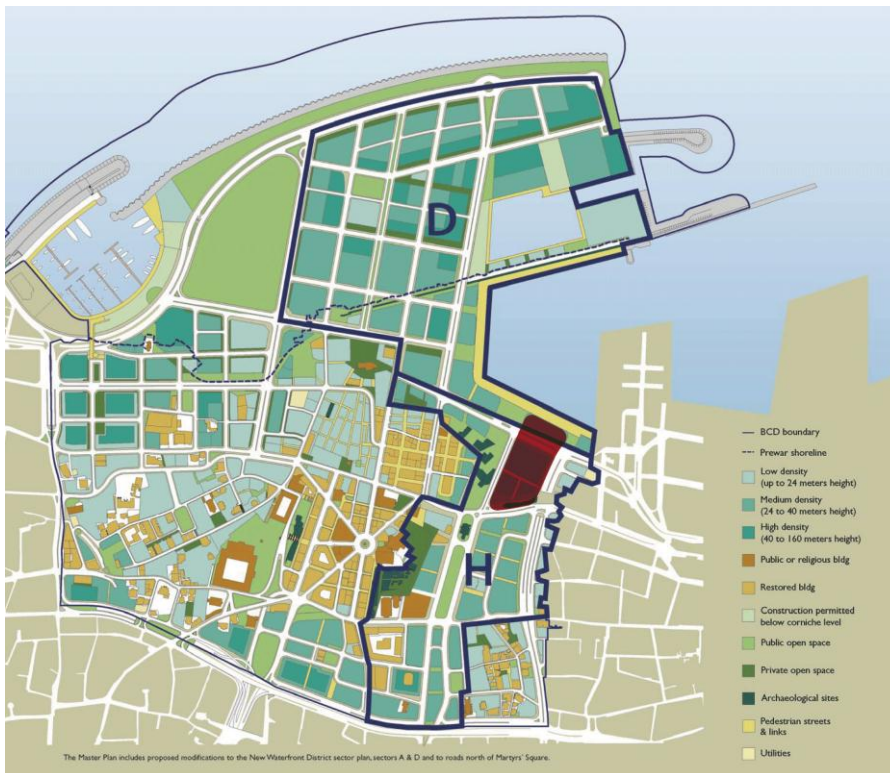 D
H
BCD boundary
Prewar shoreline
Low density
(up to 24 meters height)
Medium density
(24 to 40 meters height)
High density
(40 to 160 meters height)
Public or religious bldg
Restored bldg
Construction permitted
below corniche level
Public open space
Private open space
Archaeological sites
Pedestrian streets
& links
Utilities
The Master Plan includes proposed modifications to the New Waterfront District sector plan, sectors A & D and to roads north of Martyrs' Square.